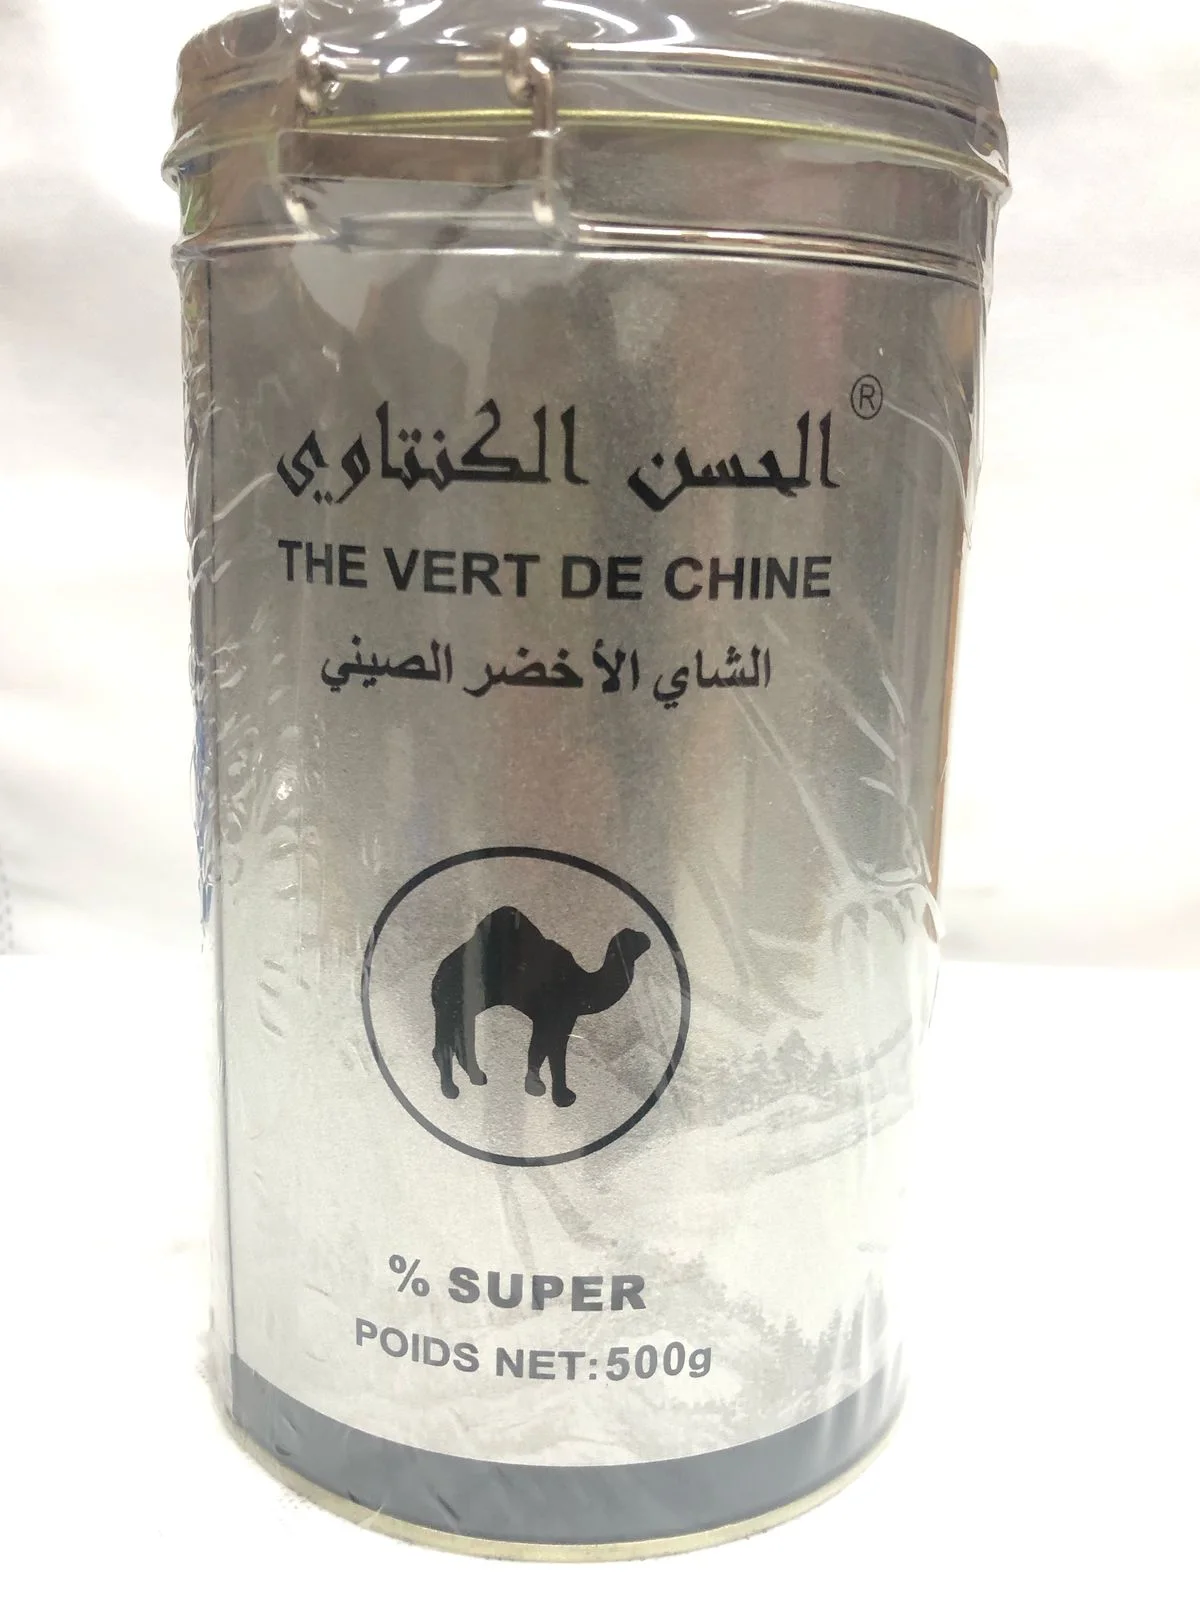 الحسن الكنتاوي ®
THE VERT DE CHINE
الشاي الأخضر الصيني
% SUPER
POIDS NET:500g